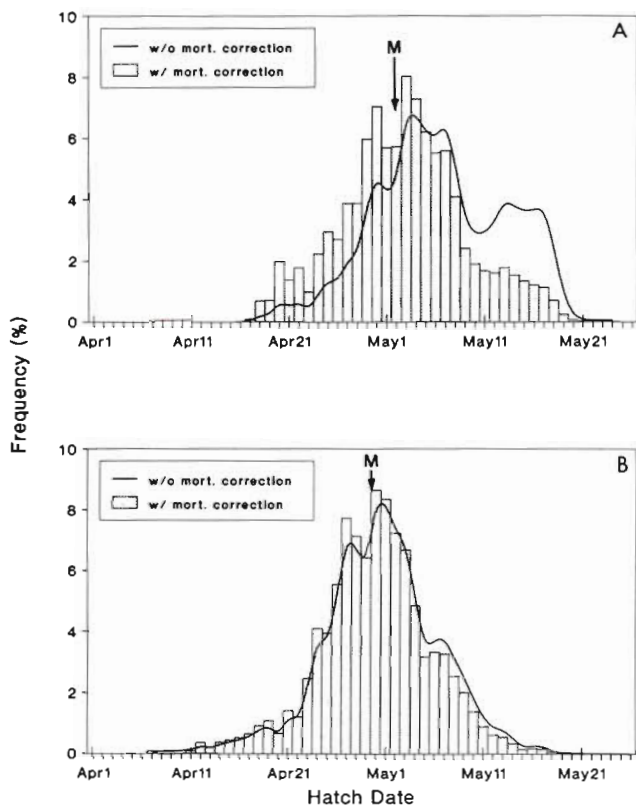 10
8
6
4
2
0
w/o mort. correction
w/ mort. correction
M
A
Apr1 Apr11 Apr21 May1 May11 May21
Frequency (%)
10
8
6
4
2
0
w/o mort. correction
w/ mort. correction
M
B
Apr1 Apr11 Apr21 May1 May11 May21
Hatch Date